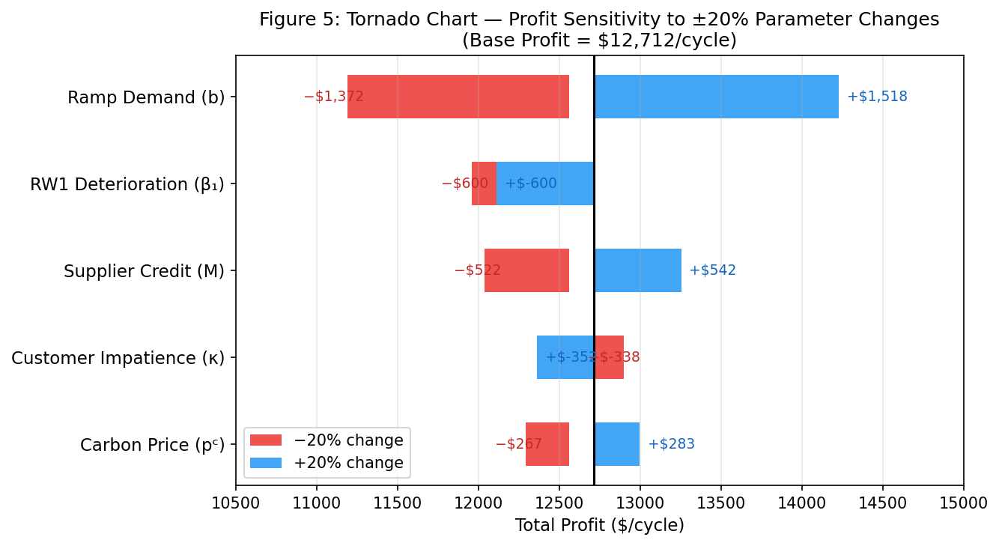 Figure 5: Tornado Chart — Profit Sensitivity to ±20% Parameter Changes
(Base Profit = $12,712/cycle)
Ramp Demand (b)
−$1,372
+$1,518
RW1 Deterioration (β₁)
−$600
+$-600
Supplier Credit (M)
−$522
+$542
Customer Impatience (κ)
+$-352
−$-338
Carbon Price (pᶜ)
−$267
+$283
−20% change
+20% change
10500 11000 11500 12000 12500 13000 13500 14000 14500 15000
Total Profit ($/cycle)